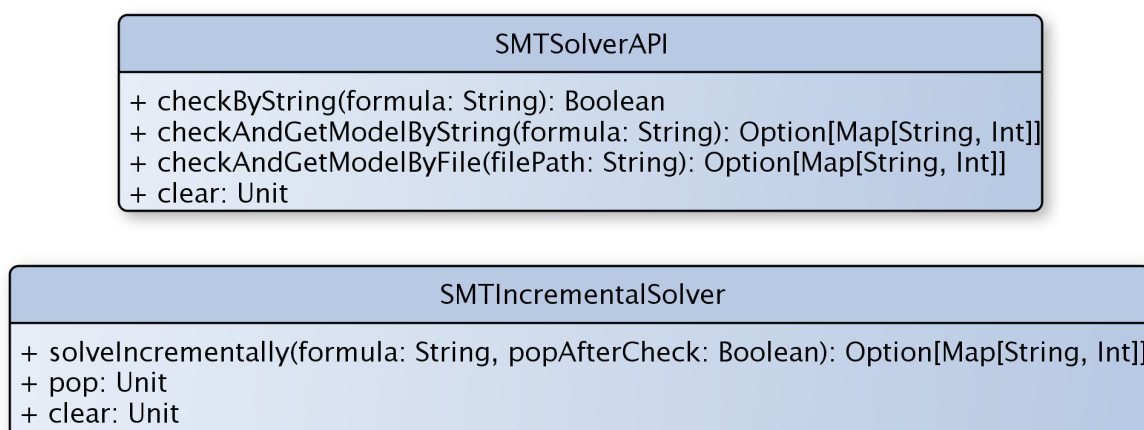 SMTSolverAPI
+ checkByString(formula: String): Boolean
+ checkAndGetModelByString(formula: String): Option[Map[String, Int]]
+ checkAndGetModelByFile(filePath: String): Option[Map[String, Int]]
+ clear: Unit
SMTIncrementalSolver
+ solveIncrementally(formula: String, popAfterCheck: Boolean): Option[Map[String, Int]]
+ pop: Unit
+ clear: Unit